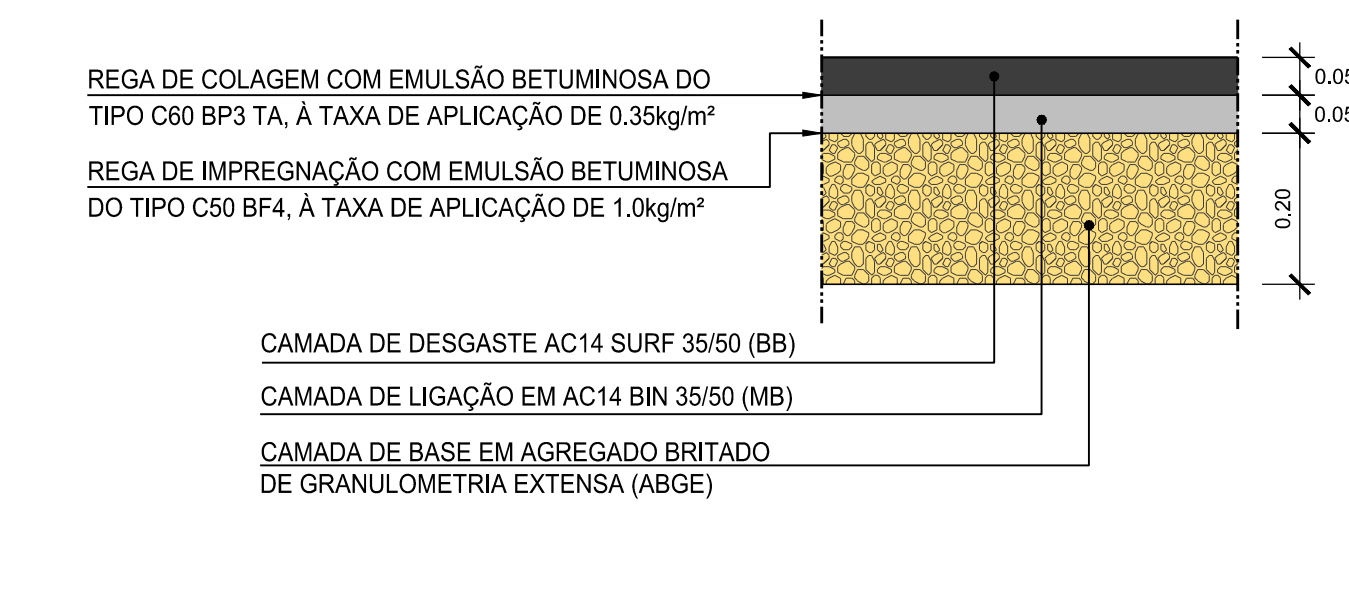 REGA DE COLAGEM COM EMULSÃO BETUMINOSA DO
TIPO C60 BP3 TA, À TAXA DE APLICAÇÃO DE 0.35kg/m²
REGA DE IMPREGNAÇÃO COM EMULSÃO BETUMINOSA
DO TIPO C50 BF4, À TAXA DE APLICAÇÃO DE 1.0kg/m²
0.05
0.05
0.20
CAMADA DE DESGASTE AC14 SURF 35/50 (BB)
CAMADA DE LIGAÇÃO EM AC14 BIN 35/50 (MB)
CAMADA DE BASE EM AGREGADO BRITADO
DE GRANULOMETRIA EXTENSA (ABGE)